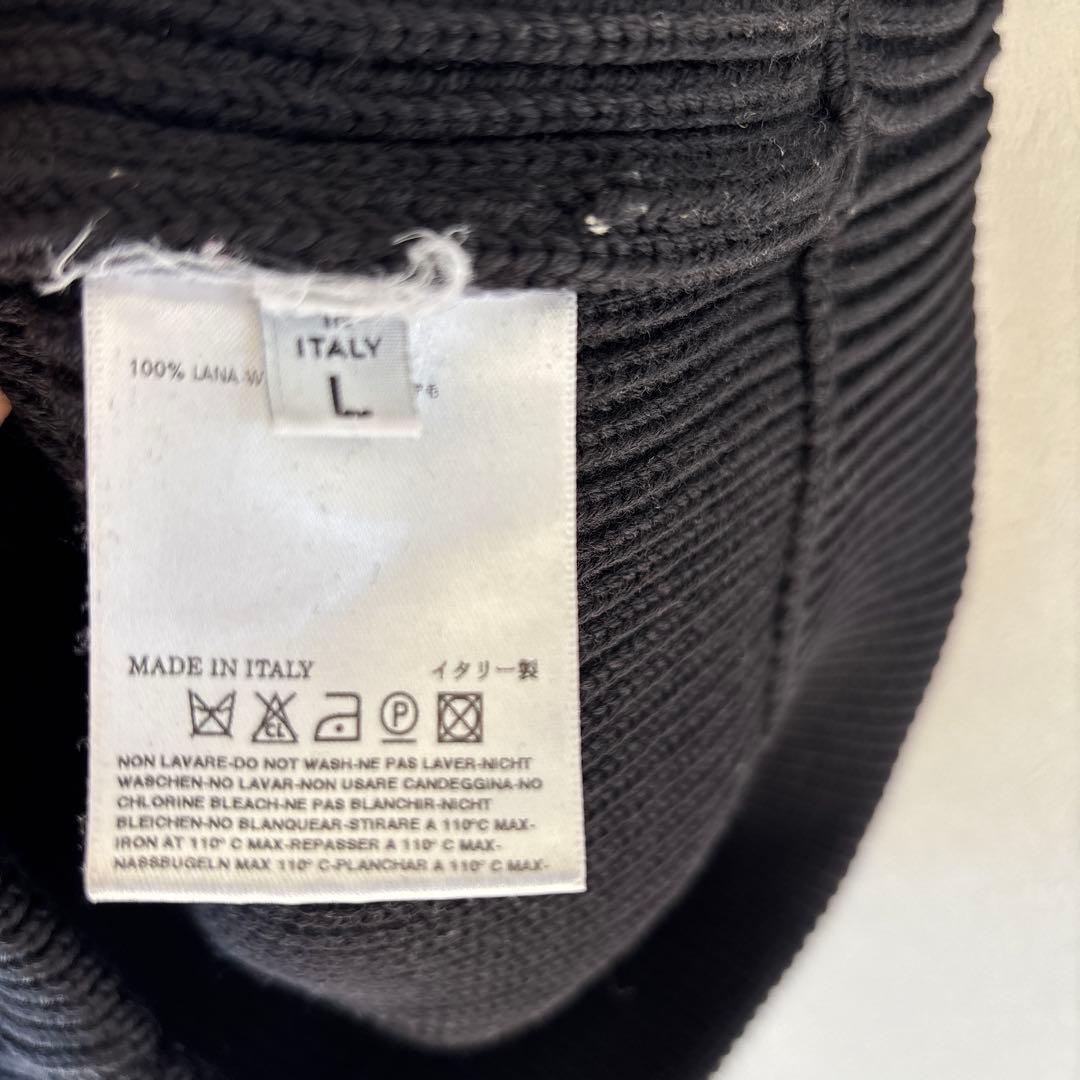 ITALY
L
100% LANA-W
毛
MADE IN ITALY
イタリー製
CL
P
NON LAVARE-DO NOT WASH-NE PAS LAVER-NICHT
WASCHEN-NO LAVAR-NON USARE CANDEGGINA-NO
CHLORINE BLEACH-NE PAS BLANCHIR-NICHT
BLEICHEN-NO BLANQUEAR-STIRARE A 110°C MAX-
IRON AT 110° C MAX-REPASSER A 110° C MAX-
NASSBUGELN MAX 110° C-PLANCHAR A 110° C MAX-